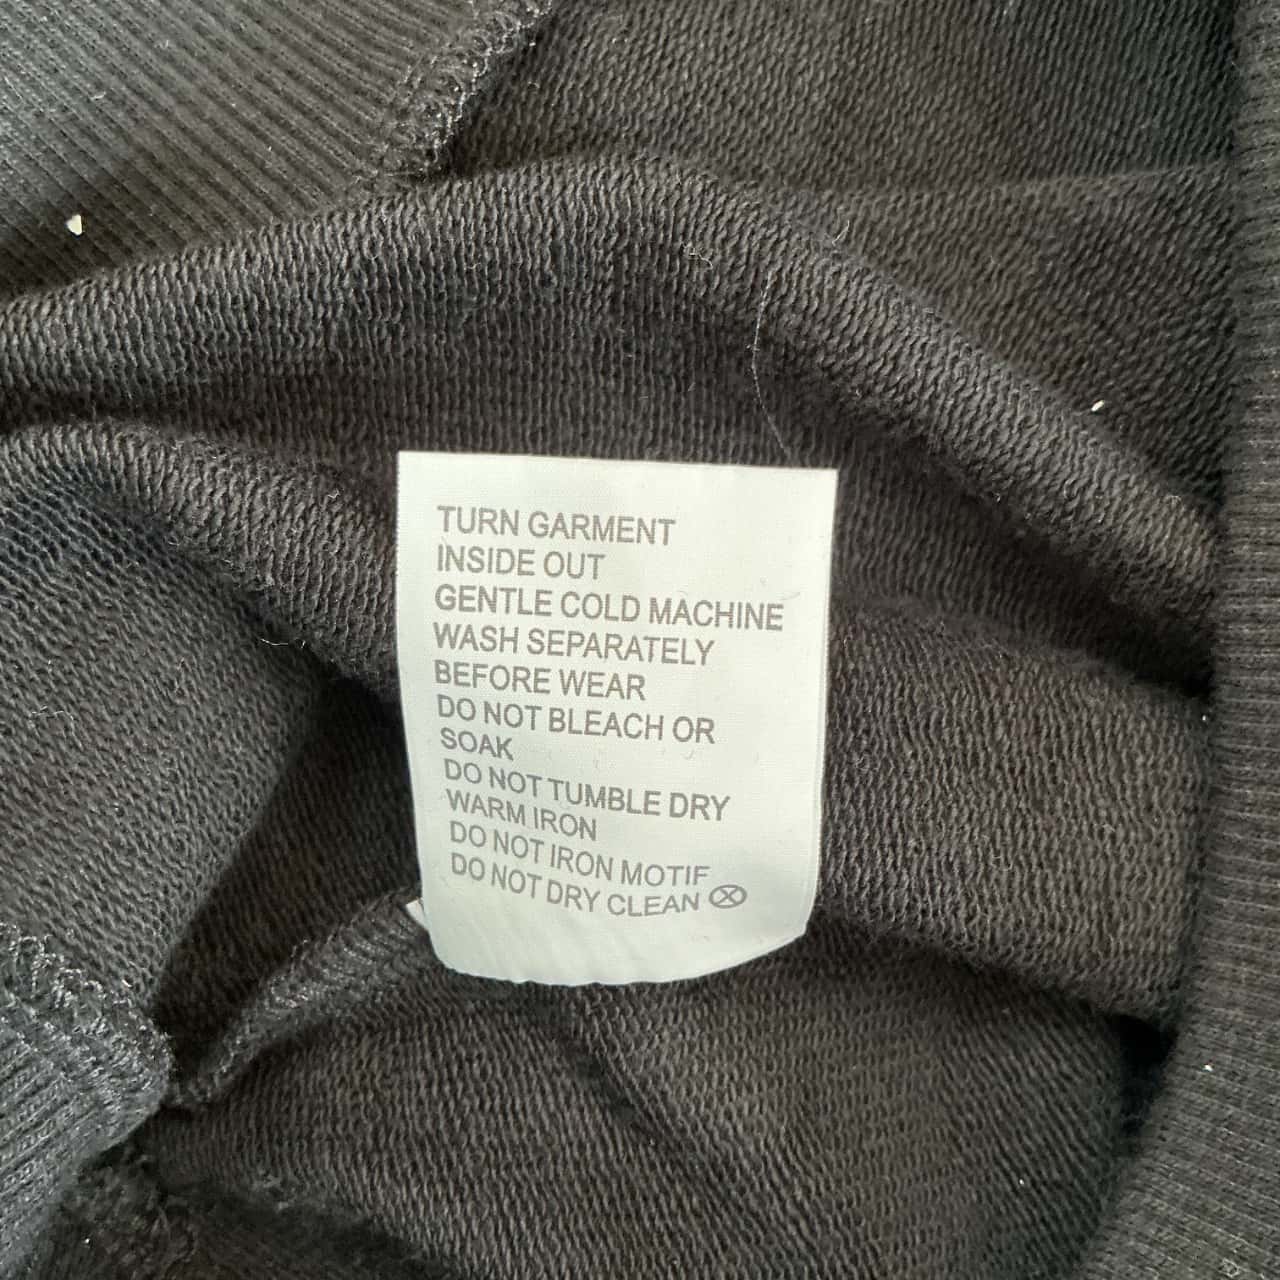 TURN GARMENT
INSIDE OUT
GENTLE COLD MACHINE
WASH SEPARATELY
BEFORE WEAR
DO NOT BLEACH OR
SOAK
DO NOT TUMBLE DRY
WARM IRON
DO NOT IRON MOTIF
DO NOT DRY CLEAN